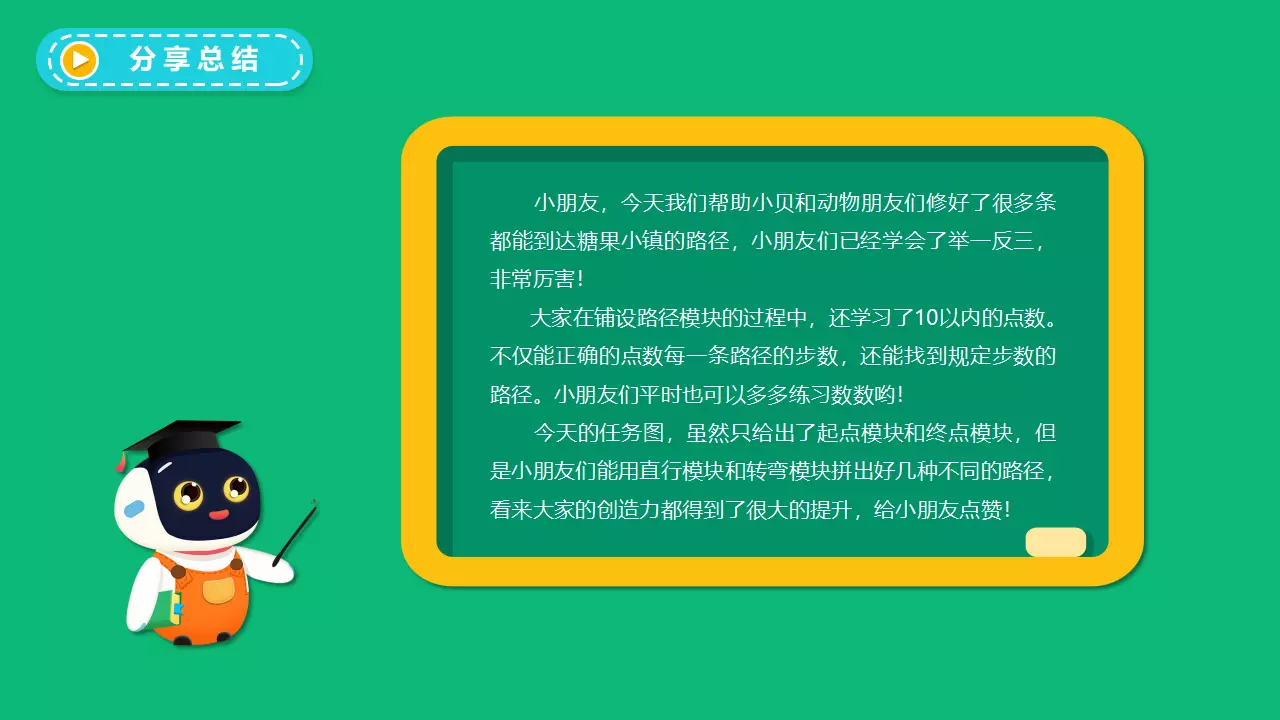 分享总结
小朋友，今天我们帮助小贝和动物朋友们修好了很多条
都能到达糖果小镇的路径，小朋友们已经学会了举一反三，
非常厉害！
大家在铺设路径模块的过程中，还学习了10以内的点数。
不仅能正确的点数每一条路径的步数，还能找到规定步数的
路径。小朋友们平时也可以多多练习数数哟！
今天的任务图，虽然只给出了起点模块和终点模块，但
是小朋友们能用直行模块和转弯模块拼出好几种不同的路径，
看来大家的创造力都得到了很大的提升，给小朋友点赞！